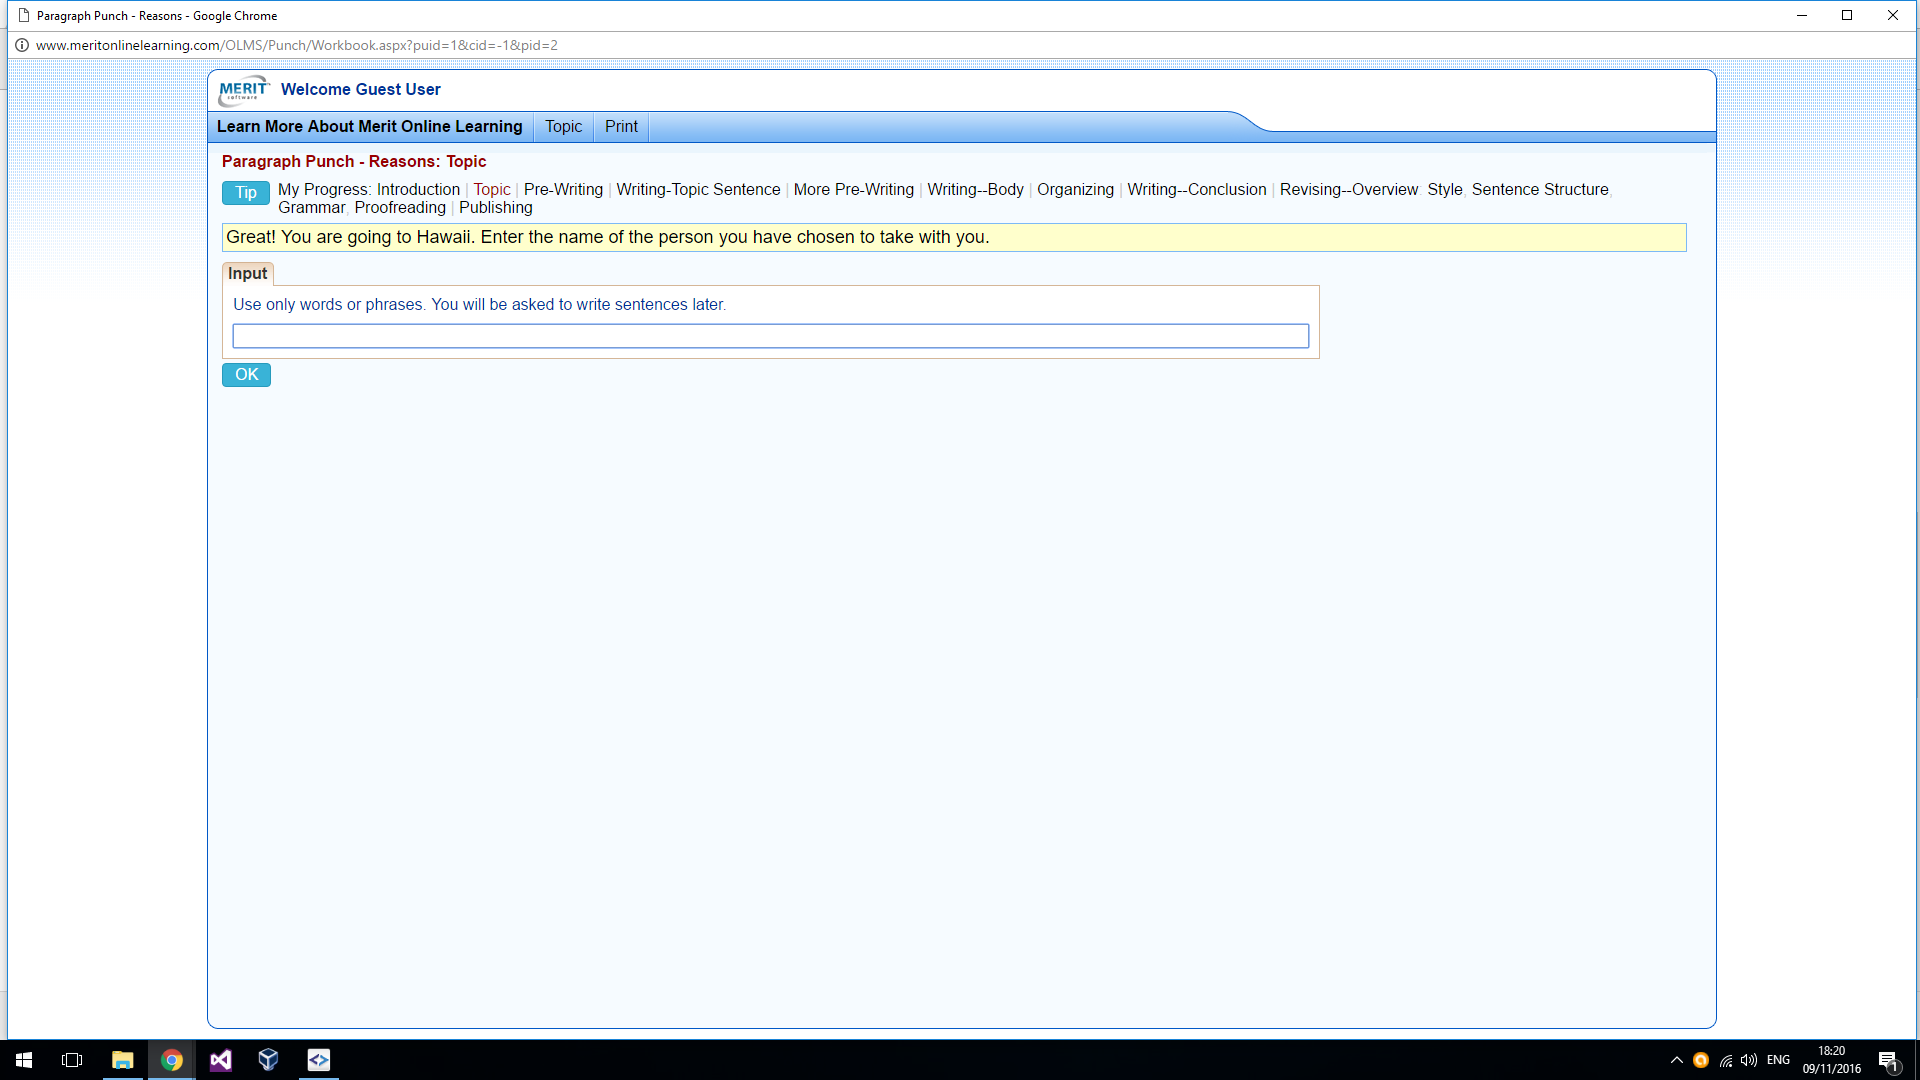 Paragraph Punch - Reasons - Google Chrome
www.meritonlinelearning.com/OLMS/Punch/Workbook.aspx?puid=1&cid=-1&pid=2
MERIT software Welcome Guest User
Learn More About Merit Online Learning Topic Print
Paragraph Punch - Reasons: Topic
Tip My Progress: Introduction | Topic | Pre-Writing | Writing-Topic Sentence | More Pre-Writing | Writing--Body | Organizing | Writing--Conclusion | Revising--Overview: Style, Sentence Structure,
Grammar, Proofreading | Publishing
Great! You are going to Hawaii. Enter the name of the person you have chosen to take with you.
Input
Use only words or phrases. You will be asked to write sentences later.
OK
ENG 18:20
09/11/2016 1